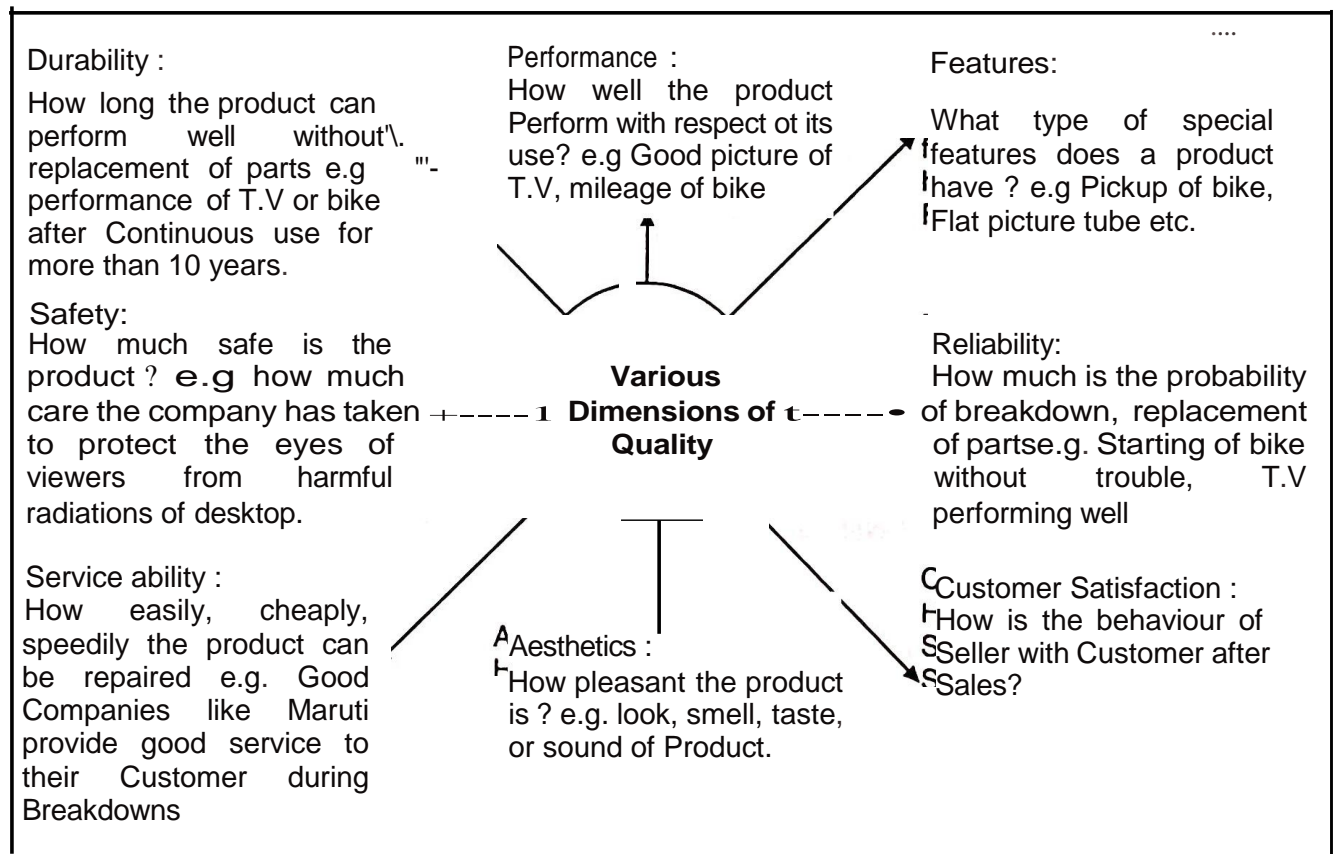 Durability :
How long the product can
perform well without
replacement of parts e.g
performance of T.V or bike
after Continuous use for
more than 10 years.
Performance :
How well the product
Perform with respect ot its
use? e.g Good picture of
T.V, mileage of bike
Features:
What type of special
features does a product
have ? e.g Pickup of bike,
Flat picture tube etc.
Safety:
How much safe is the
product ? e.g how much
care the company has taken
to protect the eyes of
viewers from harmful
radiations of desktop.
Various
Dimensions of
Quality
Reliability:
How much is the probability
of breakdown, replacement
of partse.g. Starting of bike
without trouble, T.V
performing well
Service ability :
How easily, cheaply,
speedily the product can
be repaired e.g. Good
Companies like Maruti
provide good service to
their Customer during
Breakdowns
Aesthetics :
How pleasant the product
is ? e.g. look, smell, taste,
or sound of Product.
Customer Satisfaction :
How is the behaviour of
Seller with Customer after
Sales?